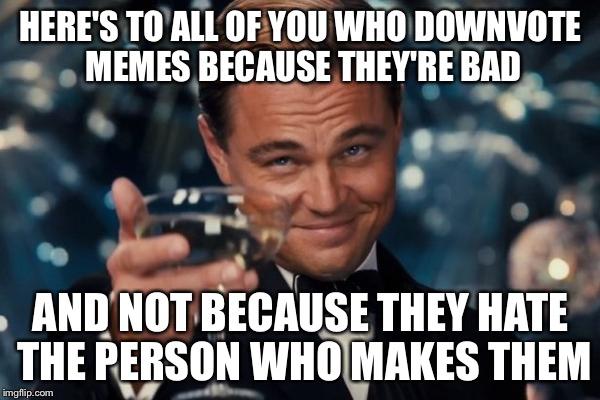 HERE'S TO ALL OF YOU WHO DOWNVOTE
MEMES BECAUSE THEY'RE BAD
AND NOT BECAUSE THEY HATE
THE PERSON WHO MAKES THEM
imgflip.com